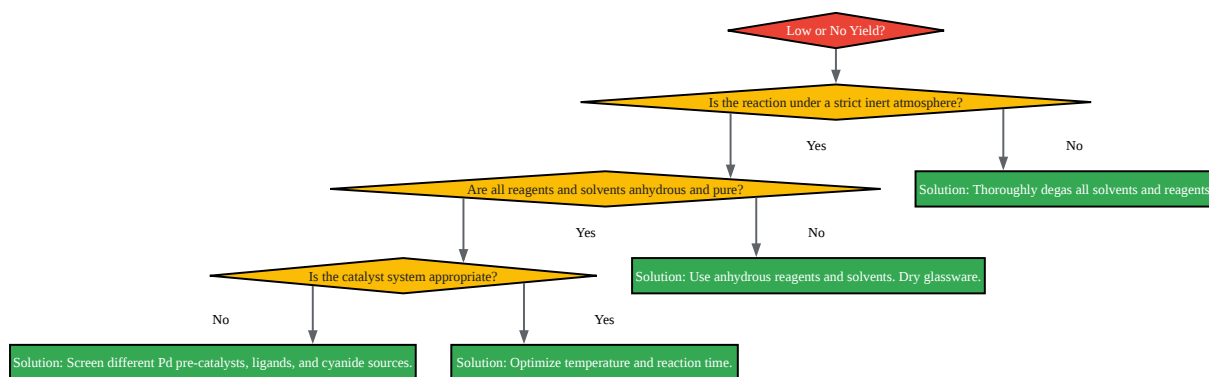 Low or No Yield?
Is the reaction under a strict inert atmosphere?
Yes
No
Are all reagents and solvents anhydrous and pure?
Solution: Thoroughly degas all solvents and reagents
Yes
No
Is the catalyst system appropriate?
Solution: Use anhydrous reagents and solvents. Dry glassware.
No
Yes
Solution: Screen different Pd pre-catalysts, ligands, and cyanide sources.
Solution: Optimize temperature and reaction time.